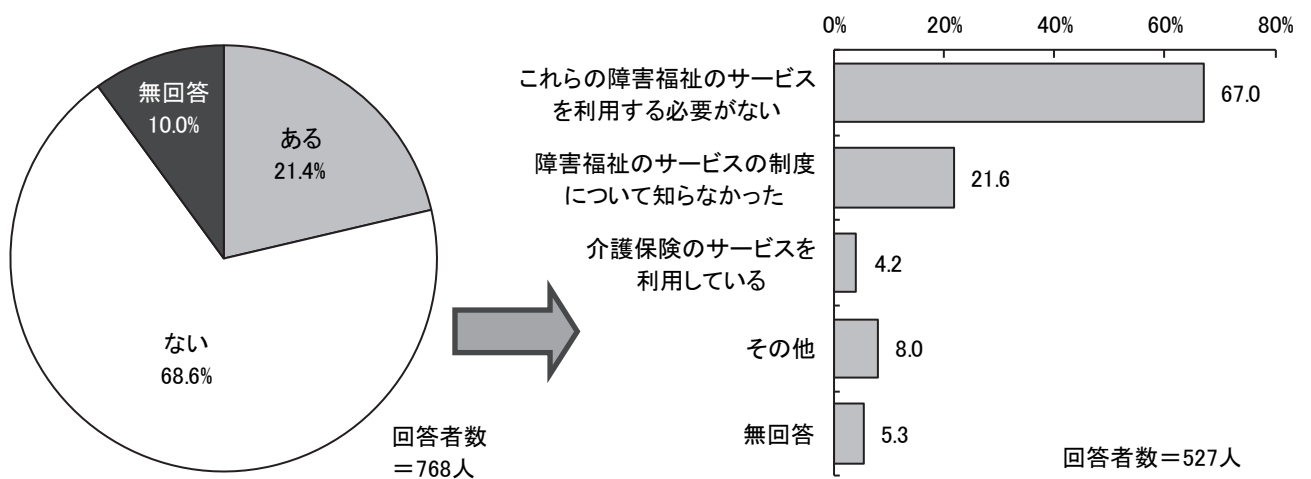 無回答
10.0%
ある
21.4%
ない
68.6%
回答者数
＝768人
0%
20%
40%
60%
80%
これらの障害福祉のサービス
を利用する必要がない
67.0
障害福祉のサービスの制度
について知らなかった
21.6
介護保険のサービスを
利用している
4.2
その他
8.0
無回答
5.3
回答者数＝527人